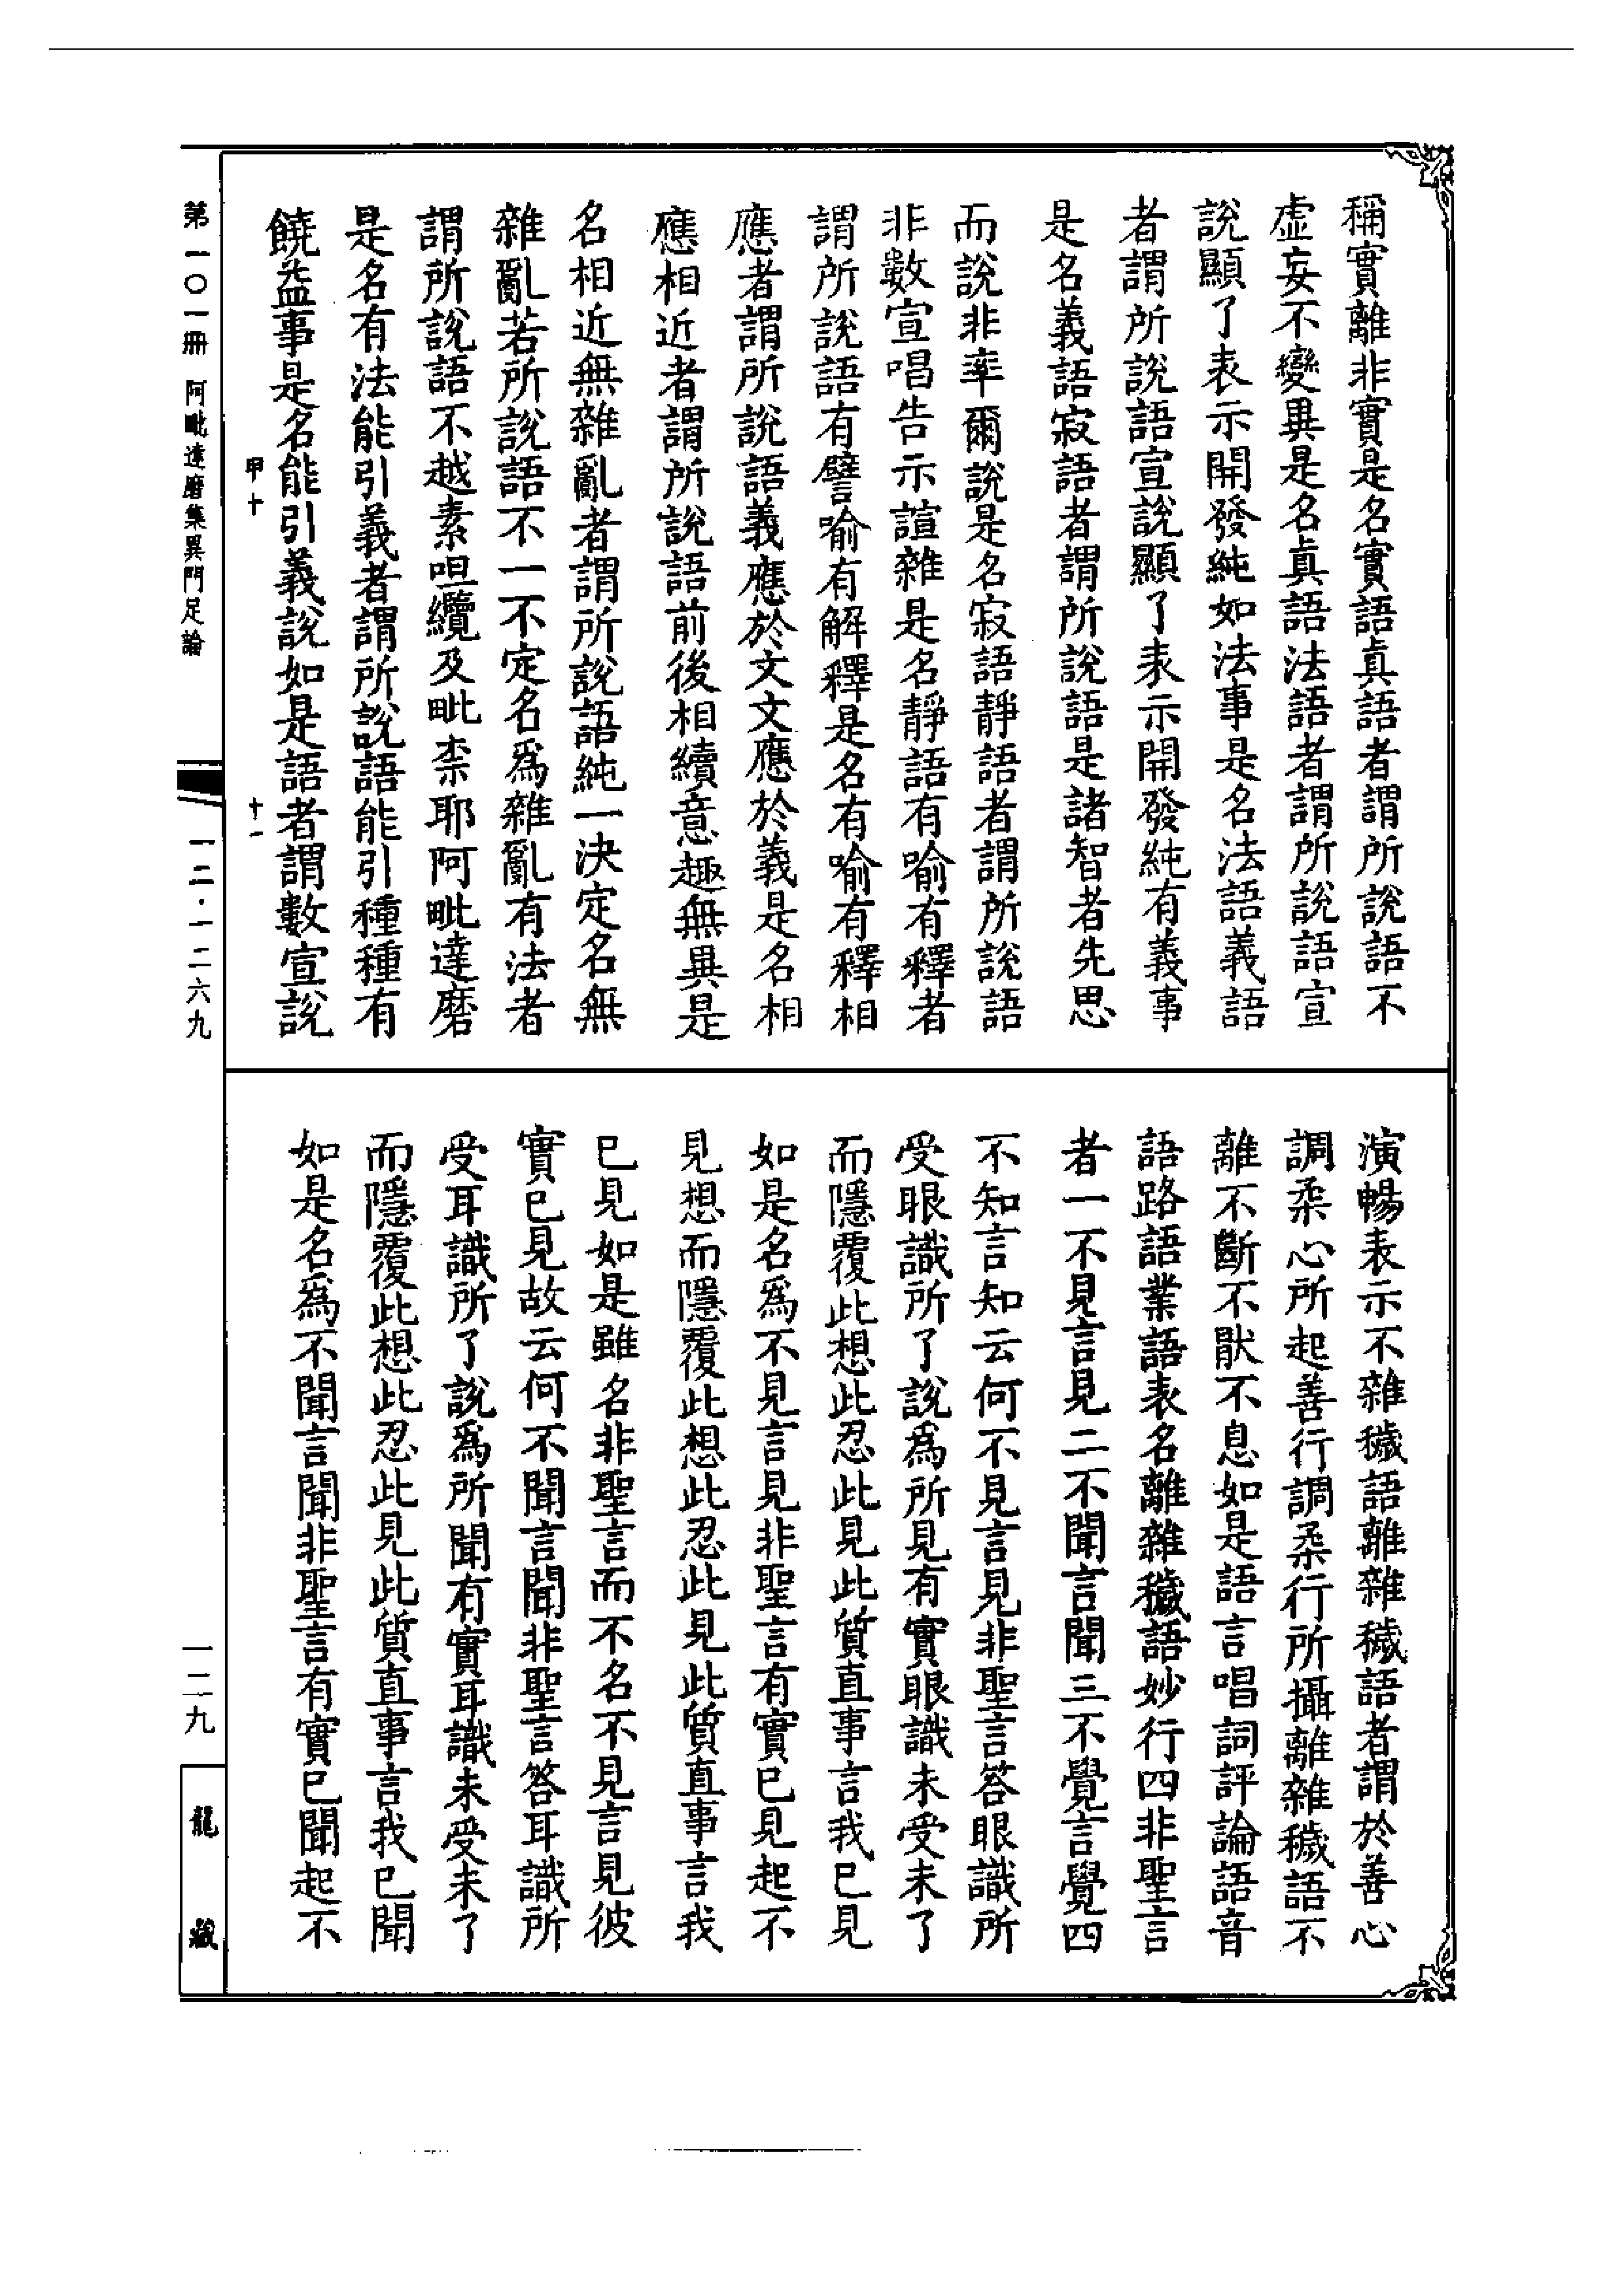 稱實離非實是名實語真語者謂所說語不
虛妄不變異是名真語法語者謂所說語宣
說顯了表示開發純如法事是名法語義語
者謂所說語宣說顯了表示開發純有義事
是名義語寂語者謂所說語是諸智者先思
而說非率爾說是名寂語靜語者謂所說語
非數宣唱告示諠雜是名靜語有喻有釋者
謂所說語有譬喻有解釋是名有喻有釋相
應者謂所說語義應於文文應於義是名相
應相近者謂所說語前後相續意趣無異是
名相近無雜亂者謂所說語純一決定名無
雜亂若所說語不一不定名為雜亂有法者
謂所說語不越素呾纜及毗柰耶阿毗達磨
是名有法能引義者謂所說語能引種種有
饒益事是名能引義說如是語者謂數宣說
演暢表示不雜穢語離雜穢語者謂於善心
調柔心所起善行調柔行所攝離雜穢語不
離不斷不猒不息如是語言唱詞評論語音
語路語業語表名離雜穢語妙行四非聖言
者一不見言見二不聞言聞三不覺言覺四
不知言知云何不見言見非聖言答眼識所
受眼識所了說為所見有實眼識未受未了
而隱覆此想此忍此見此質直事言我已見
如是名為不見言見非聖言有實已見起不
見想而隱覆此想此忍此見此質直事言我
已見如是雖名非聖言而不名不見言見彼
實已見故云何不聞言聞非聖言答耳識所
受耳識所了說為所聞有實耳識未受未了
而隱覆此想此忍此見此質直事言我已聞
如是名為不聞言聞非聖言有實已聞起不
甲十
十一
第一〇一冊 阿毗達磨集異門足論
一二·一二六九
一二九
龍藏